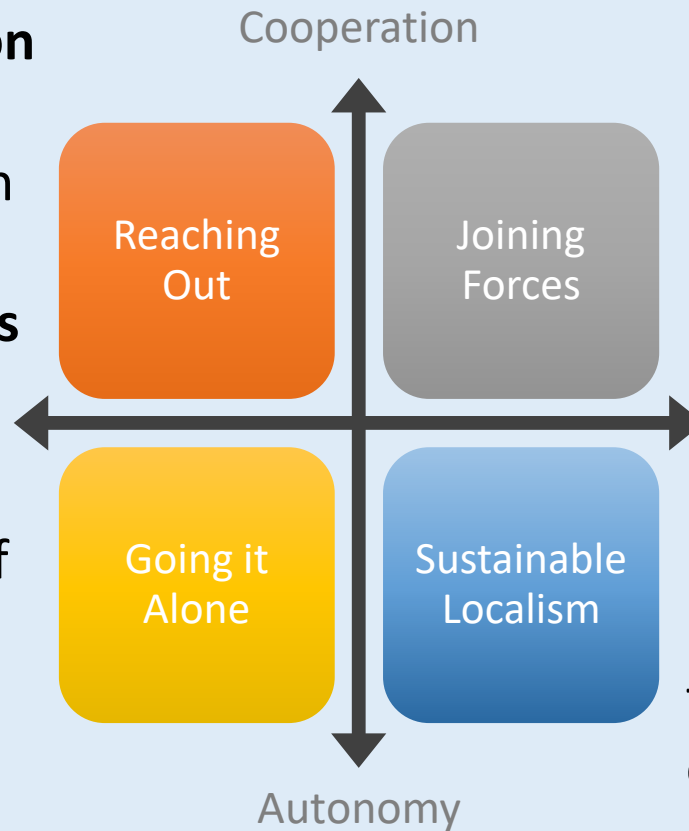 Cooperation
Reaching
Out
Joining
Forces
Going it
Alone
Sustainable
Localism
Autonomy